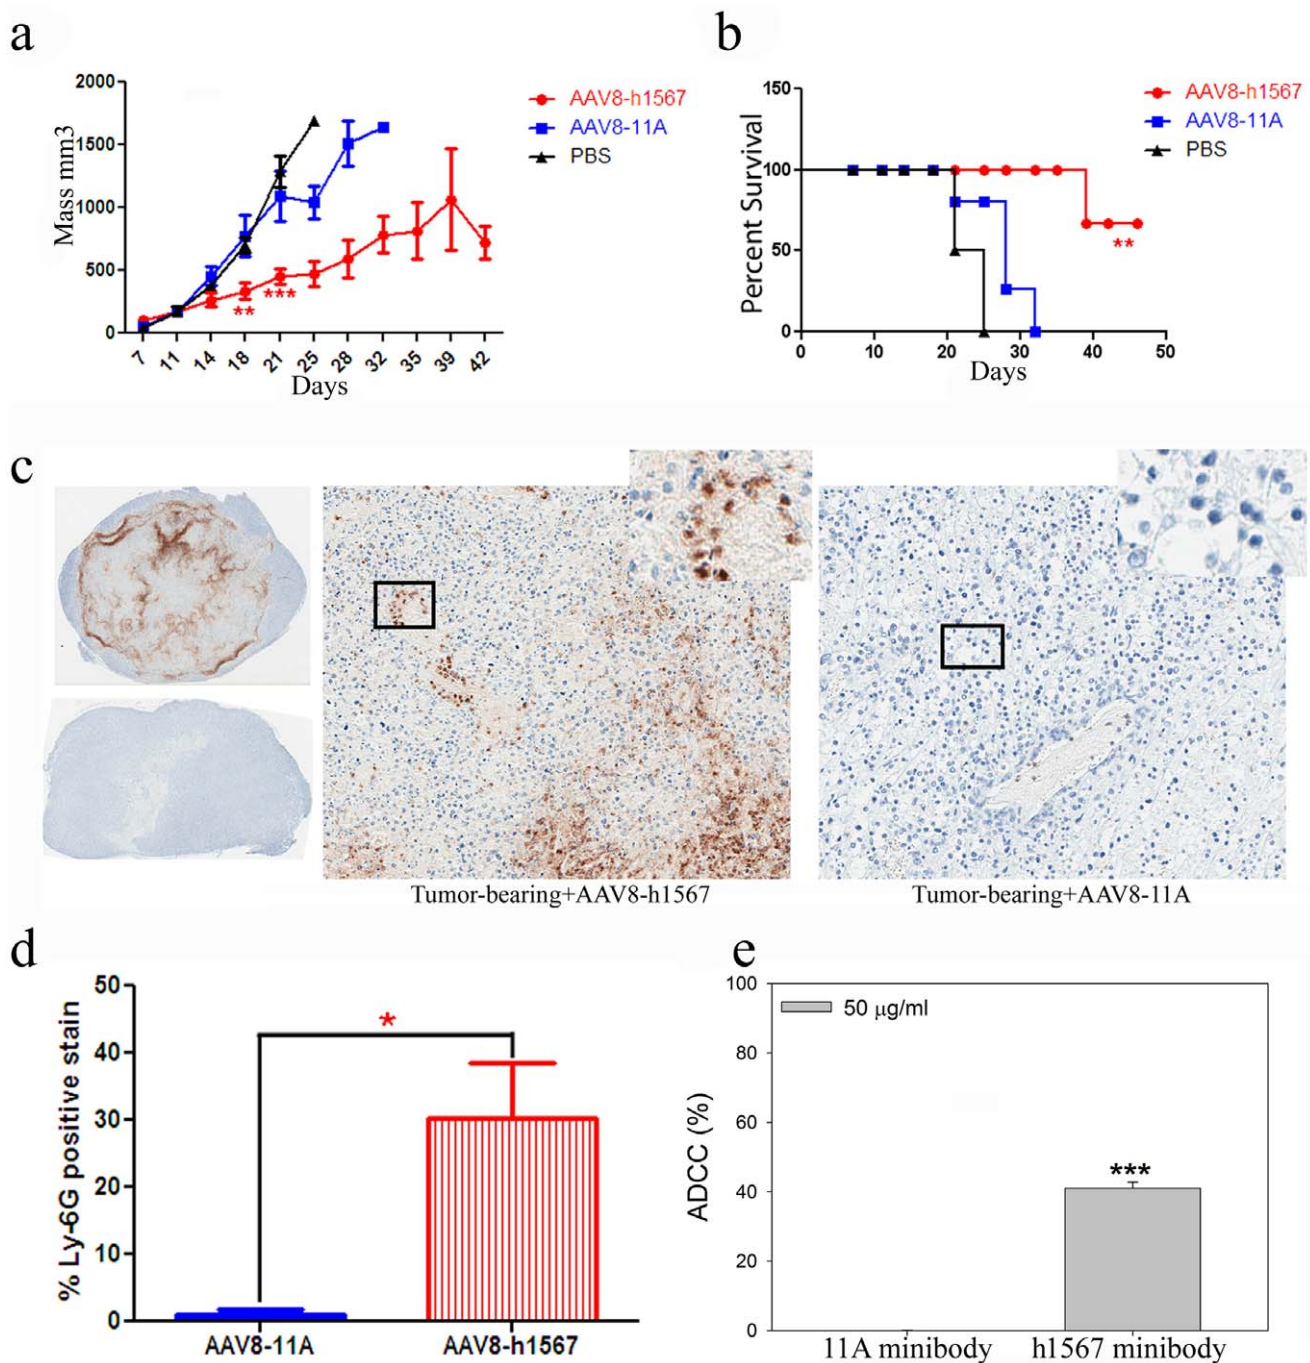 a
2000
1500
1000
500
0
Mass mm3
7 11 14 18 21 25 28 32 35 39 42
Days
** ***
AAV8-h1567
AAV8-11A
PBS
b
150
100
50
0
Percent Survival
0 10 20 30 40 50
Days
**
AAV8-h1567
AAV8-11A
PBS
c
Tumor-bearing+AAV8-h1567
Tumor-bearing+AAV8-11A
d
50
40
30
20
10
0
% Ly-6G positive stain
*
AAV8-11A AAV8-h1567
e
100
80
60
40
20
0
ADCC (%)
50 μg/ml
***
11A minibody h1567 minibody